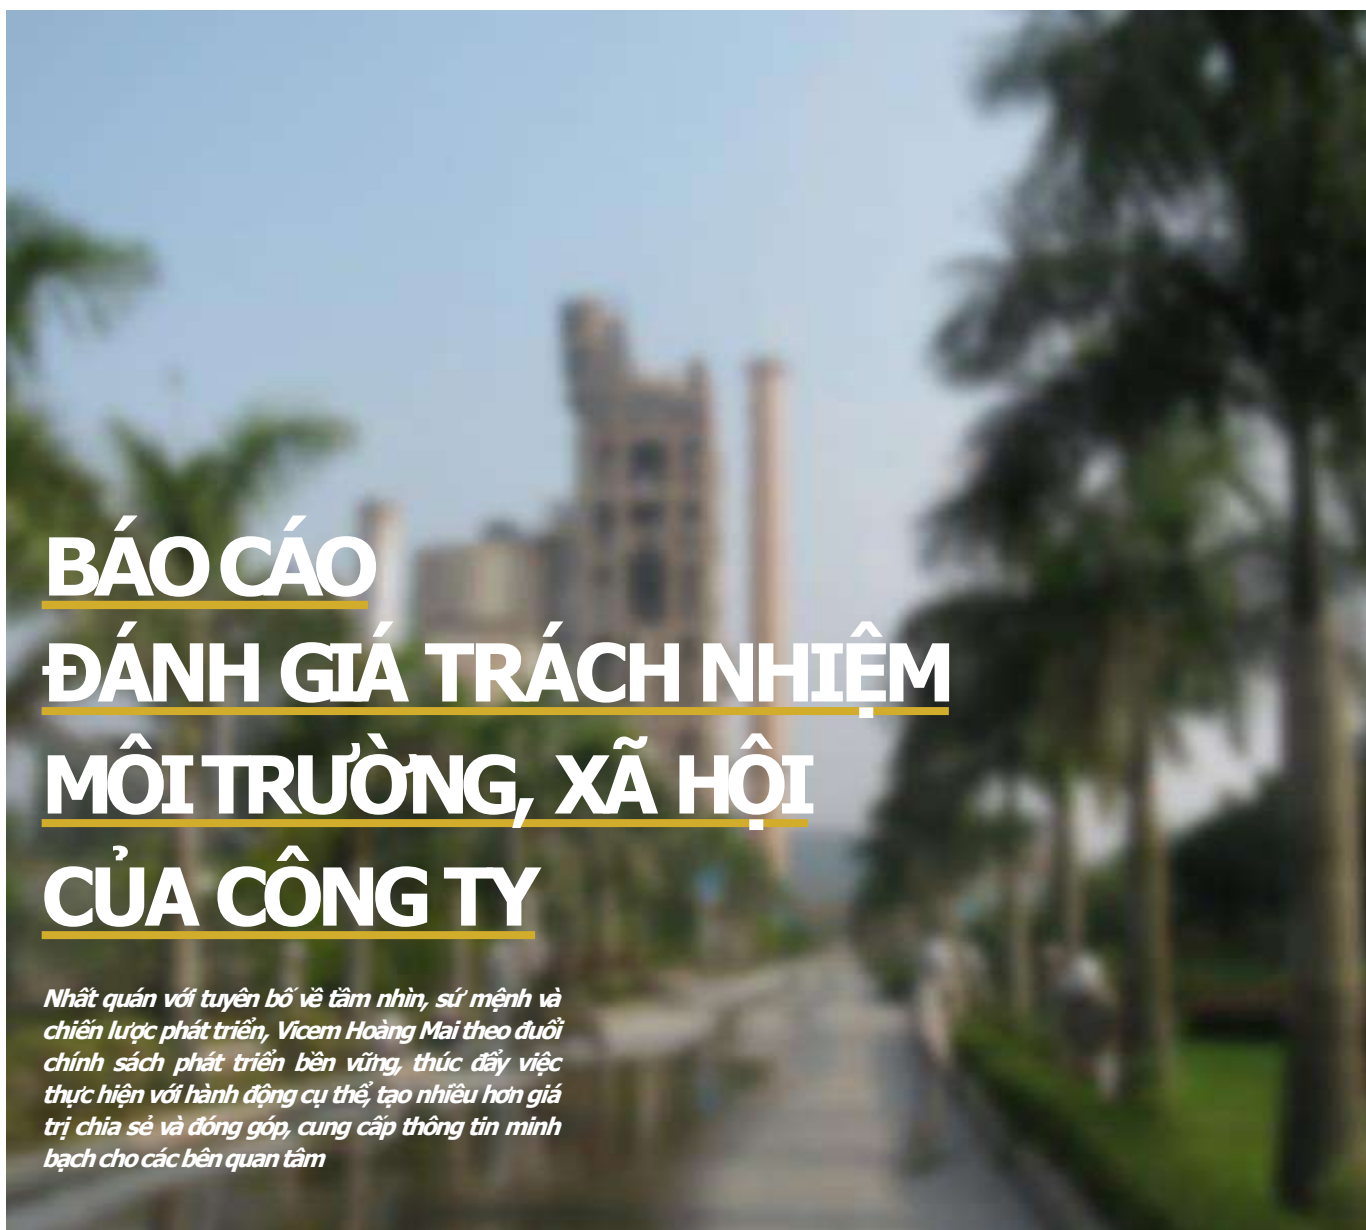 BÁO CÁO
ĐÁNH GIÁ TRÁCH NHIỆM
MÔI TRƯỜNG, XÃ HỘI
CỦA CÔNG TY
Nhất quán với tuyên bố về tầm nhìn, sứ mệnh và
chiến lược phát triển, Vicem Hoàng Mai theo đuổi
chính sách phát triển bền vững, thúc đẩy việc
thực hiện với hành động cụ thể, tạo nhiều hơn giá
trị chia sẻ và đóng góp, cung cấp thông tin minh
bạch cho các bên quan tâm